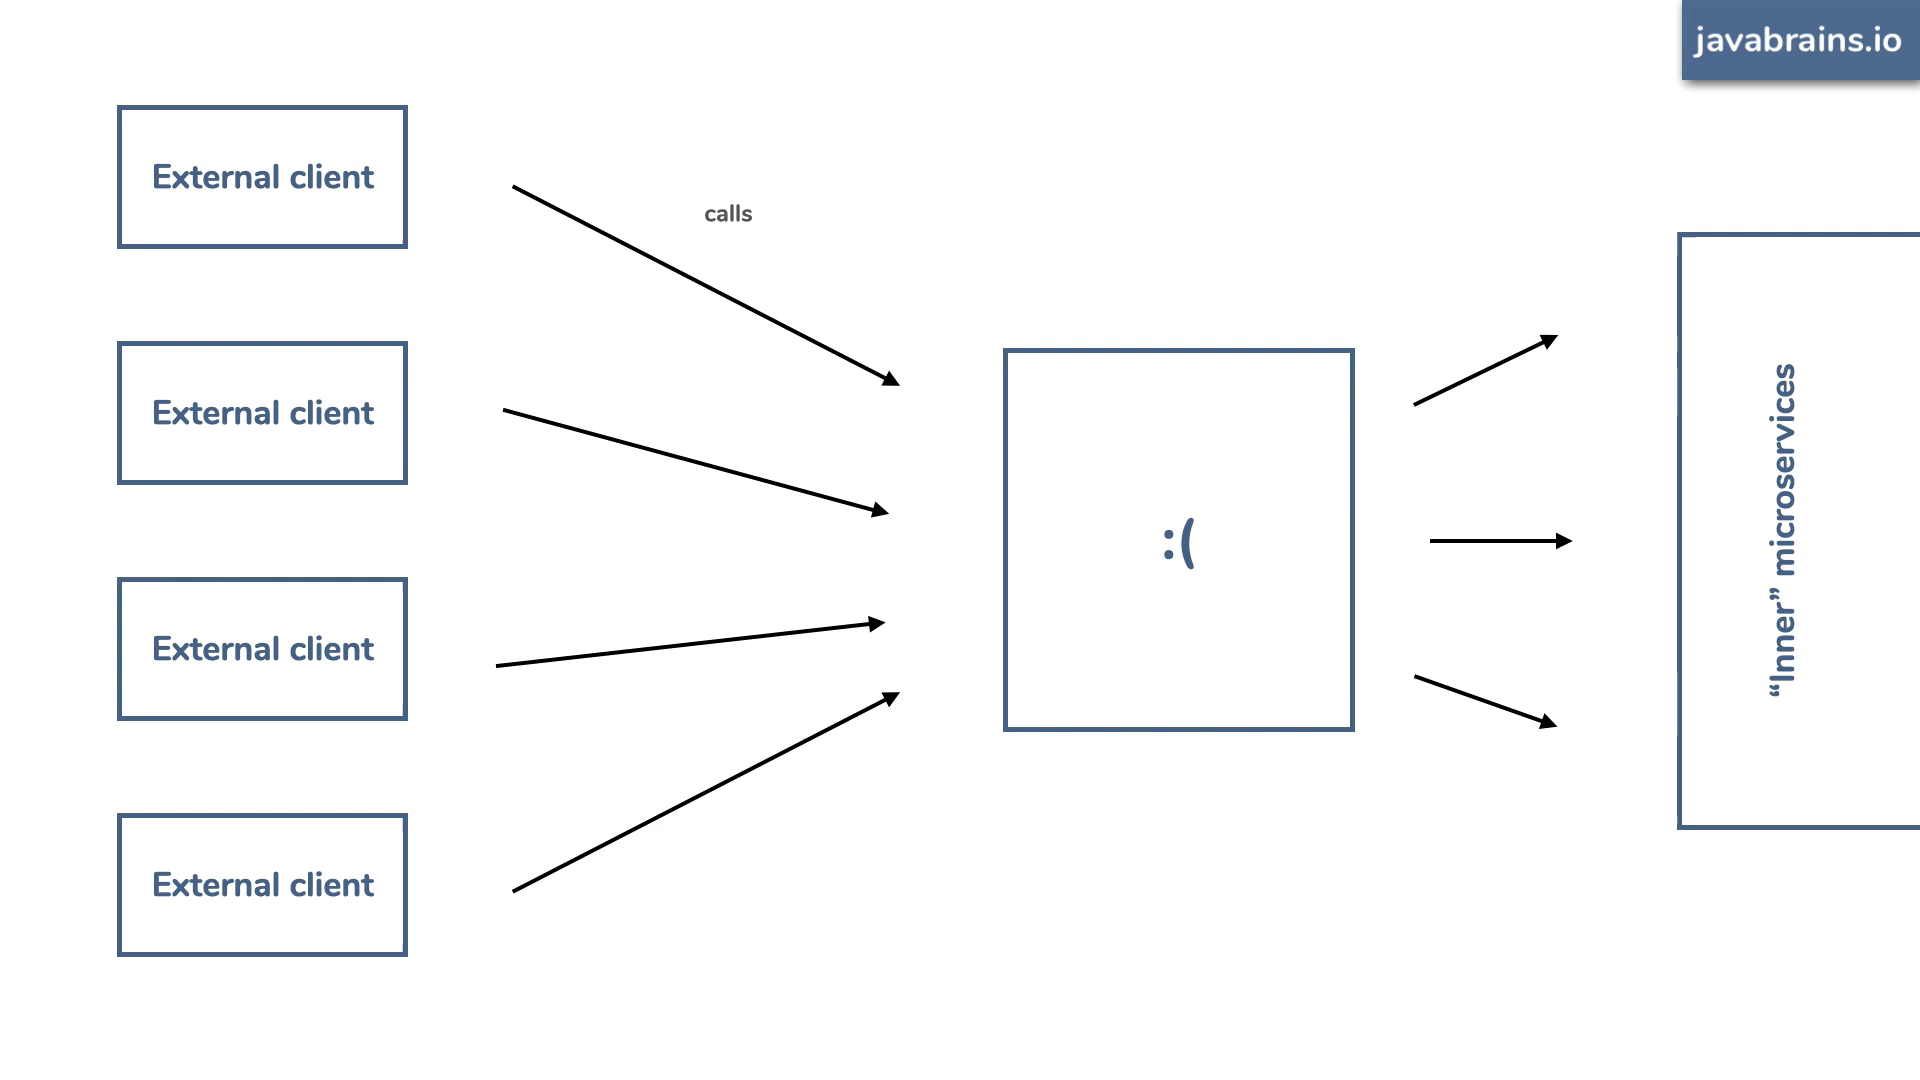 javabrains.io
External client
calls
External client
:(
“Inner” microservices
External client
External client